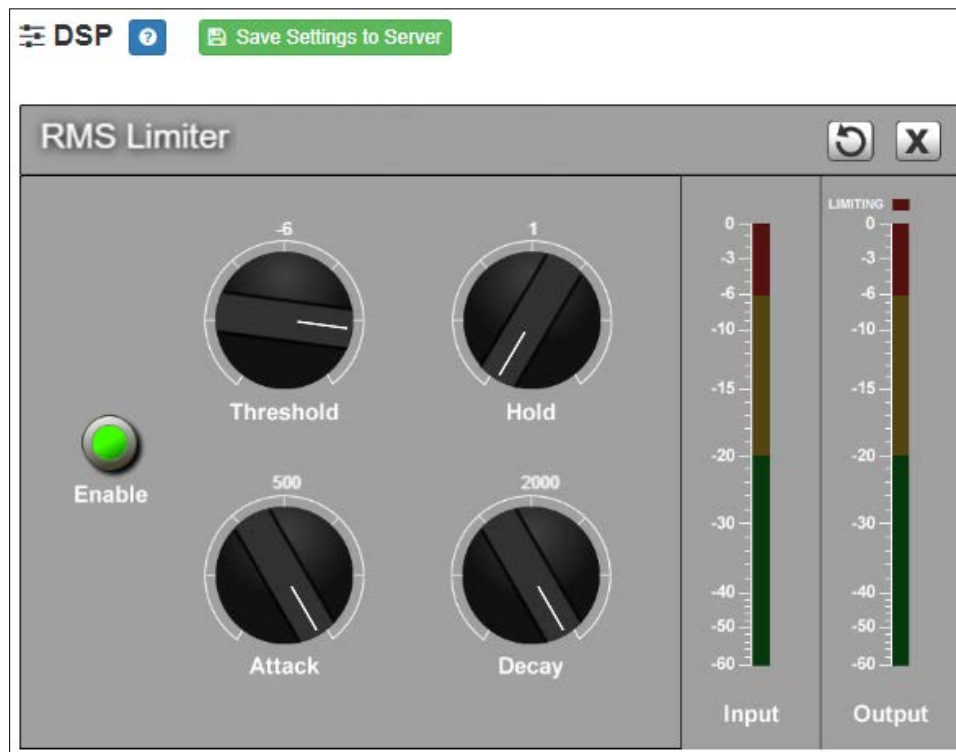 DSP ?
Save Settings to Server
RMS Limiter
X
-6
1
Threshold
Hold
Enable
500
2000
Attack
Decay
0
-3
-6
-10
-15
-20
-30
-40
-50
-60
Input
LIMITING
0
-3
-6
-10
-15
-20
-30
-40
-50
-60
Output